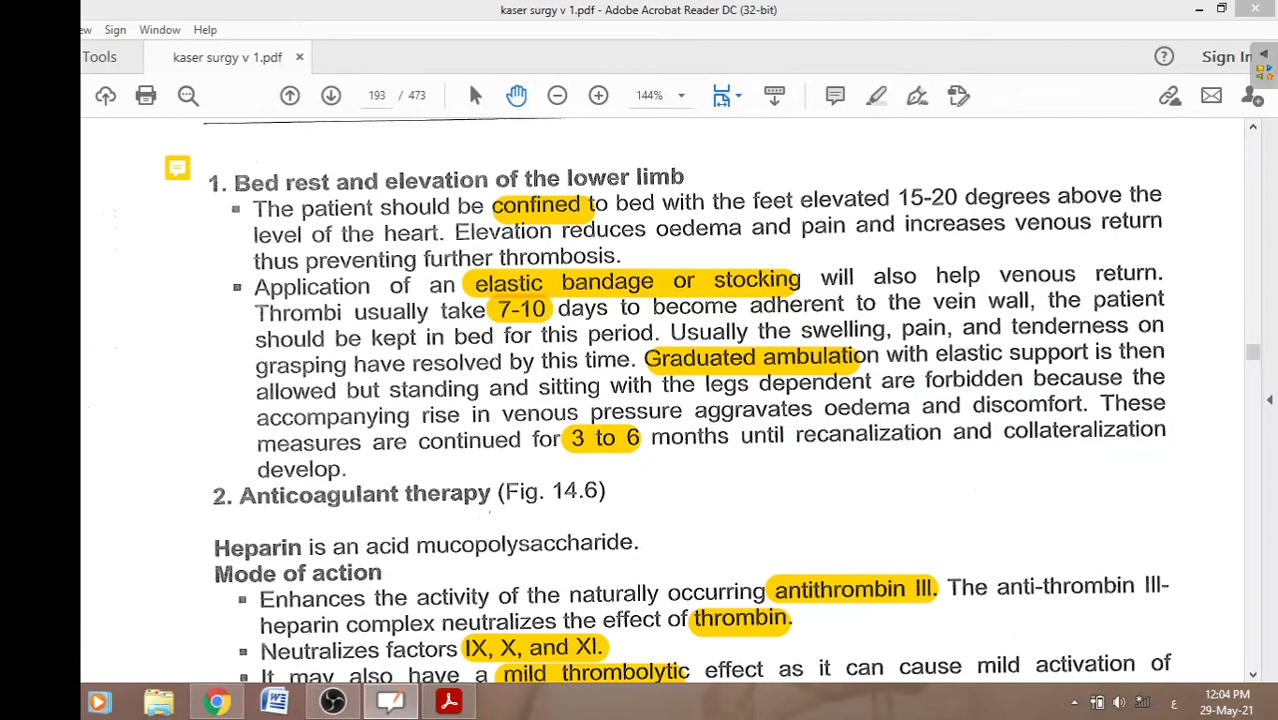 kaser surgy v 1.pdf - Adobe Acrobat Reader DC (32-bit)
ew Sign Window Help
Tools kaser surgy v 1.pdf × Sign In
193 / 473 144%
1. Bed rest and elevation of the lower limb
The patient should be confined to bed with the feet elevated 15-20 degrees above the
level of the heart. Elevation reduces oedema and pain and increases venous return
thus preventing further thrombosis.
Application of an elastic bandage or stocking will also help venous return.
Thrombi usually take 7-10 days to become adherent to the vein wall, the patient
should be kept in bed for this period. Usually the swelling, pain, and tenderness on
grasping have resolved by this time. Graduated ambulation with elastic support is then
allowed but standing and sitting with the legs dependent are forbidden because the
accompanying rise in venous pressure aggravates oedema and discomfort. These
measures are continued for 3 to 6 months until recanalization and collateralization
develop.
2. Anticoagulant therapy (Fig. 14.6)
Heparin is an acid mucopolysaccharide.
Mode of action
Enhances the activity of the naturally occurring antithrombin III. The anti-thrombin III-
heparin complex neutralizes the effect of thrombin.
Neutralizes factors IX, X, and XI.
It may also have a mild thrombolytic effect as it can cause mild activation of
ع 12:04 PM
29-May-21